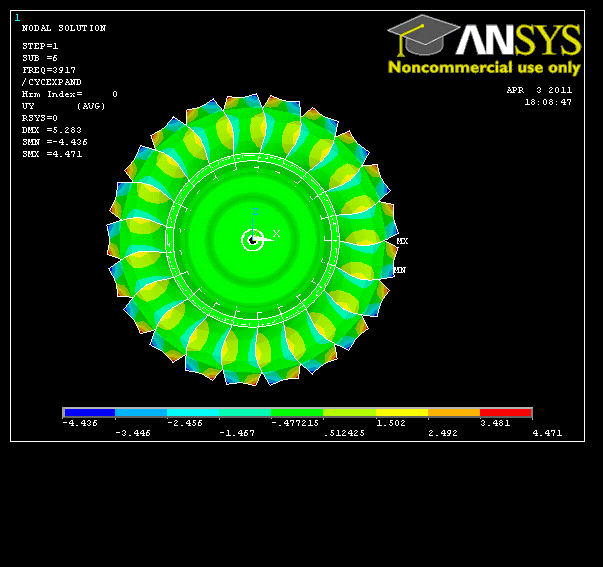 1
NODAL SOLUTION
STEP=1
SUB =6
FREQ=3917
/CYCEXPAND
Hrm Index= 0
UY (AVG)
RSYS=0
DMX =5.283
SMN =-4.436
SMX =4.471
ANSYS
Noncommercial use only
APR 3 2011
18:08:47
Z
X
MX
MN
-4.436
-3.446
-2.456
-1.467
-.477215
.512425
1.502
2.492
3.481
4.471